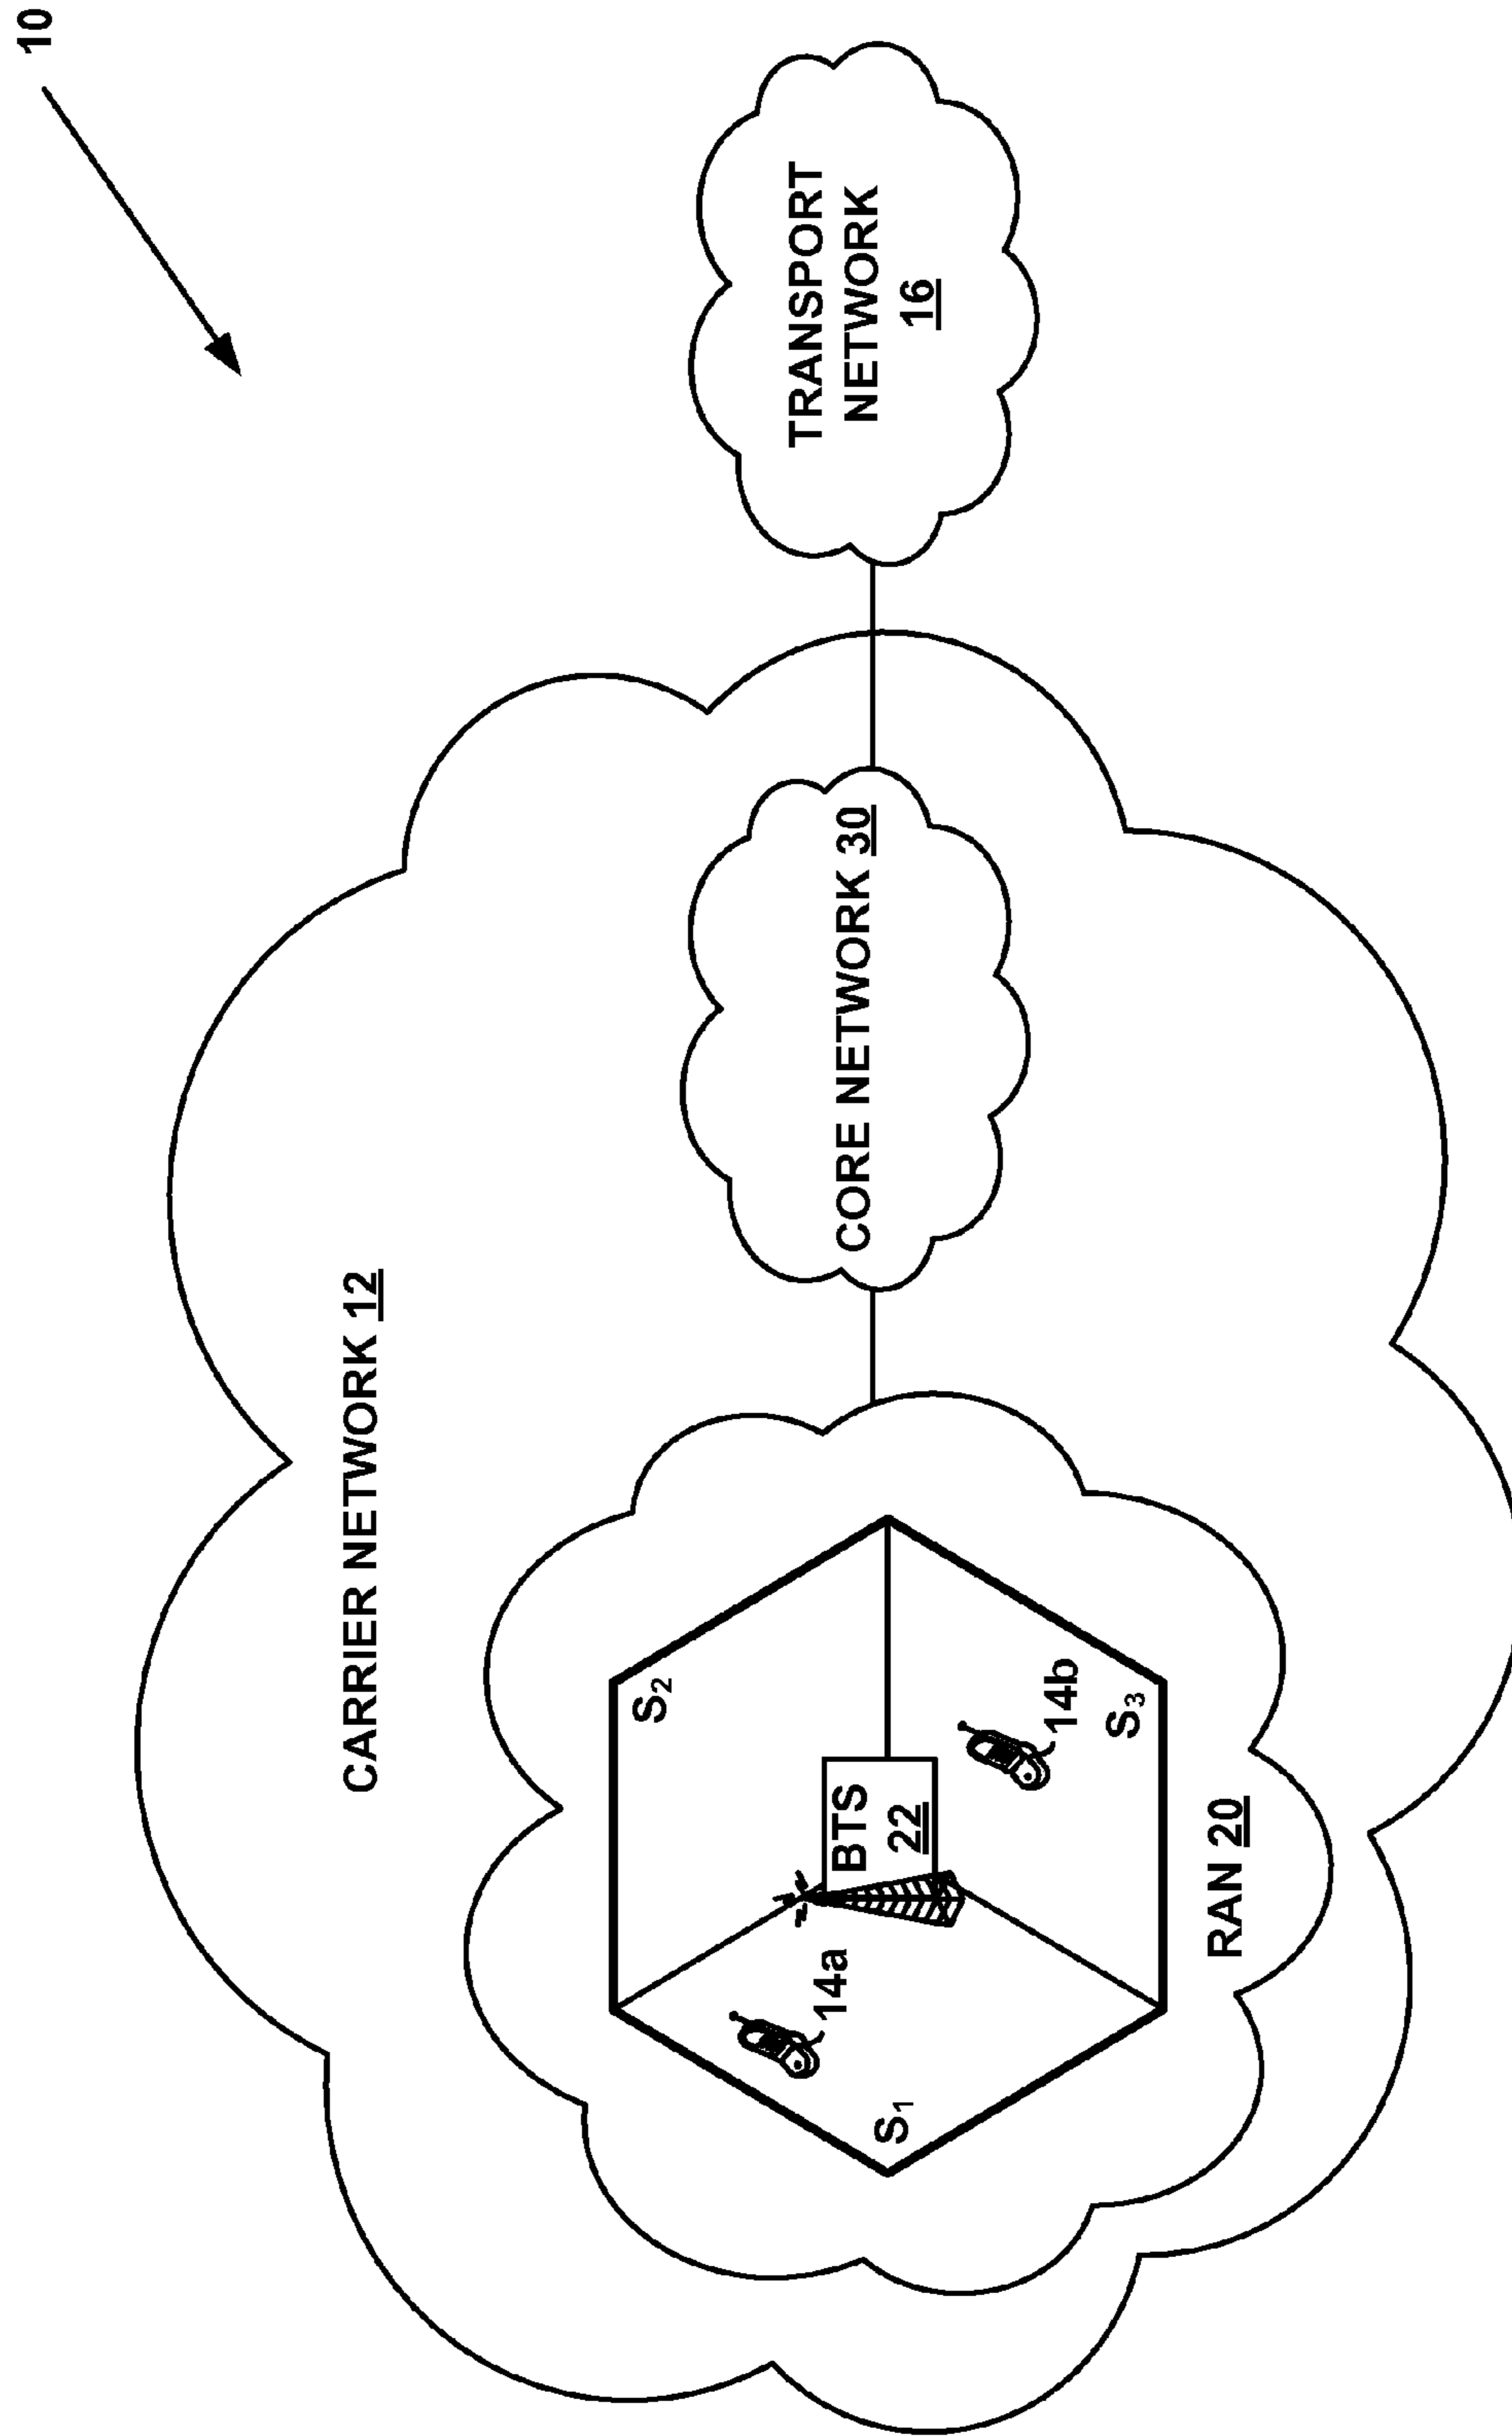 10
CARRIER NETWORK 12
S2
14a
BTS
22
CORE NETWORK 30
TRANSPORT
NETWORK
16
S1
14b
S3
RAN 20